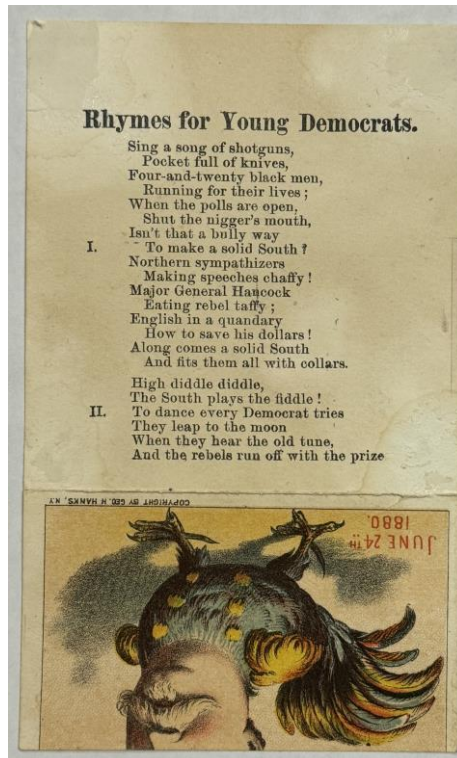 Rhymes for Young Democrats.
Sing a song of shotguns,
Pocket full of knives,
Four-and-twenty black men,
Running for their lives ;
When the polls are open,
Shut the nigger's mouth,
Isn't that a bully way
I. To make a solid South ?
Northern sympathizers
Making speeches chaffy !
Major General Hancock
Eating rebel taffy ;
English in a quandary
How to save his dollars !
Along comes a solid South
And fits them all with collars.
High diddle diddle,
The South plays the fiddle !
II. To dance every Democrat tries
They leap to the moon
When they hear the old tune,
And the rebels run off with the prize
COPYRIGHT BY GEO. H HANKS, N.Y.
JUNE 24TH
1880.